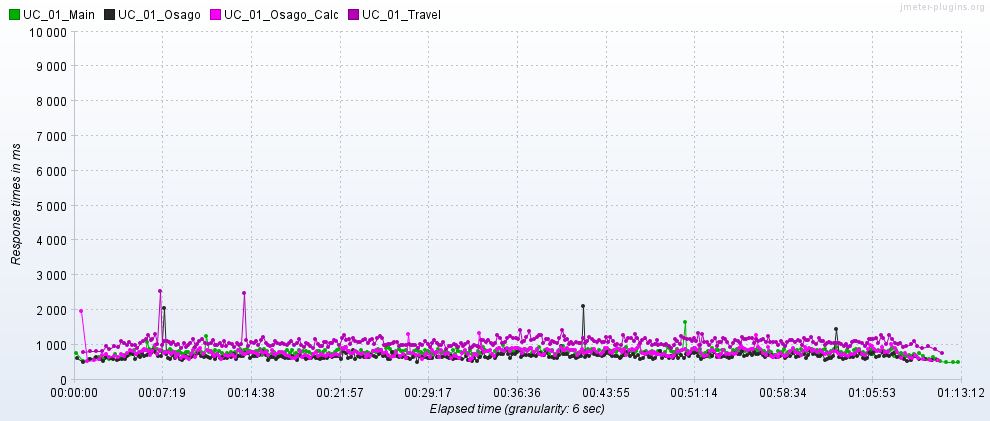 jmeter-plugins.org
UC_01_Main UC_01_Osago UC_01_Osago_Calc UC_01_Travel
10 000
9 000
8 000
7 000
6 000
5 000
4 000
3 000
2 000
1 000
0
Response times in ms
00:00:00 00:07:19 00:14:38 00:21:57 00:29:17 00:36:36 00:43:55 00:51:14 00:58:34 01:05:53 01:13:12
Elapsed time (granularity: 6 sec)